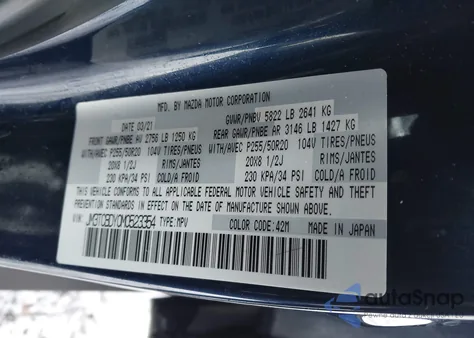 MFD. BY MAZDA MOTOR CORPORATION
DATE 03/21 GVWR/PNBV 5822 LB 2641 KG
FRONT GAWR/PNBE AV 2756 LB 1250 KG REAR GAWR/PNBE AR 3146 LB 1427 KG
WITH/AVEC P255/50R20 104V TIRES/PNEUS WITH/AVEC P255/50R20 104V TIRES/PNEUS
20X8 1/2J RIMS/JANTES 20X8 1/2J RIMS/JANTES
230 KPA/34 PSI COLD/A FROID 230 KPA/34 PSI COLD/A FROID
THIS VEHICLE CONFORMS TO ALL APPLICABLE FEDERAL MOTOR VEHICLE SAFETY AND THEFT
PREVENTION STANDARDS IN EFFECT ON THE DATE OF MANUFACTURE SHOWN ABOVE.
VIN: JM3TCBDY0M0523354 TYPE: MPV COLOR CODE:42M MADE IN JAPAN
autoSnap